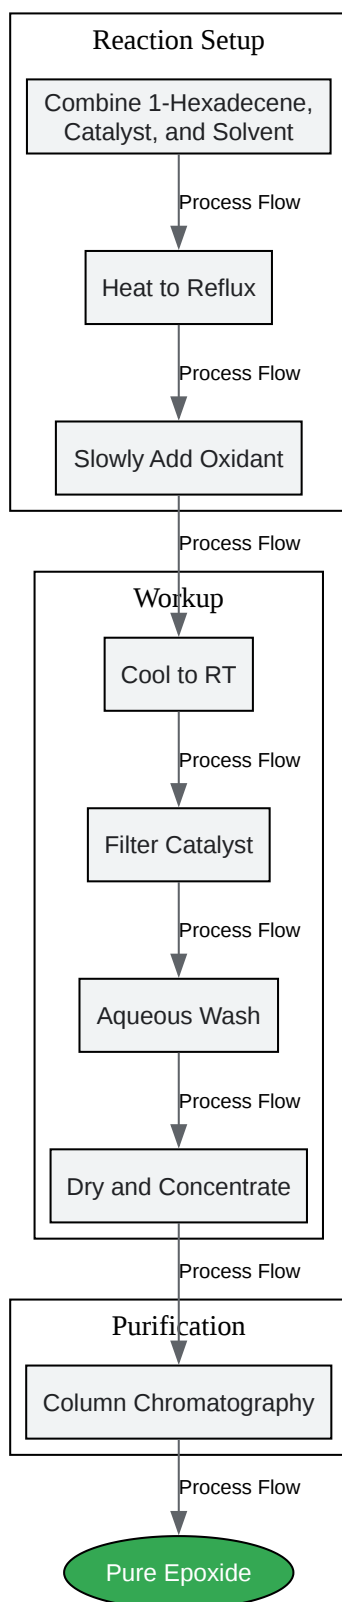 Reaction Setup
Combine 1-Hexadecene,
Catalyst, and Solvent
Process Flow
Heat to Reflux
Process Flow
Slowly Add Oxidant
Process Flow
Workup
Cool to RT
Process Flow
Filter Catalyst
Process Flow
Aqueous Wash
Process Flow
Dry and Concentrate
Process Flow
Purification
Column Chromatography
Process Flow
Pure Epoxide